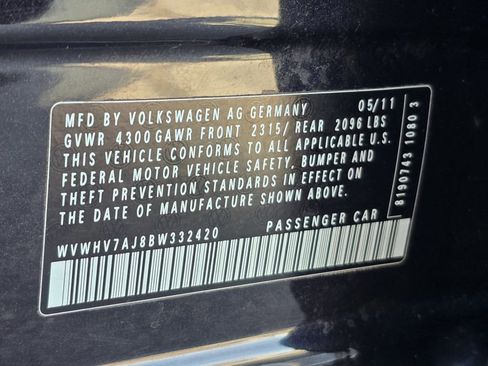 MFD BY VOLKSWAGEN AG GERMANY 05/11
GVWR 4300 GAWR FRONT 2315/ REAR 2096 LBS
THIS VEHICLE CONFORMS TO ALL APPLICABLE U.S.
FEDERAL MOTOR VEHICLE SAFETY, BUMPER AND
THEFT PREVENTION STANDARDS IN EFFECT ON
THE DATE OF MANUFACTURE SHOWN ABOVE.
WVWHV7AJ8BW332420 PASSENGER CAR
8190743 1080 3